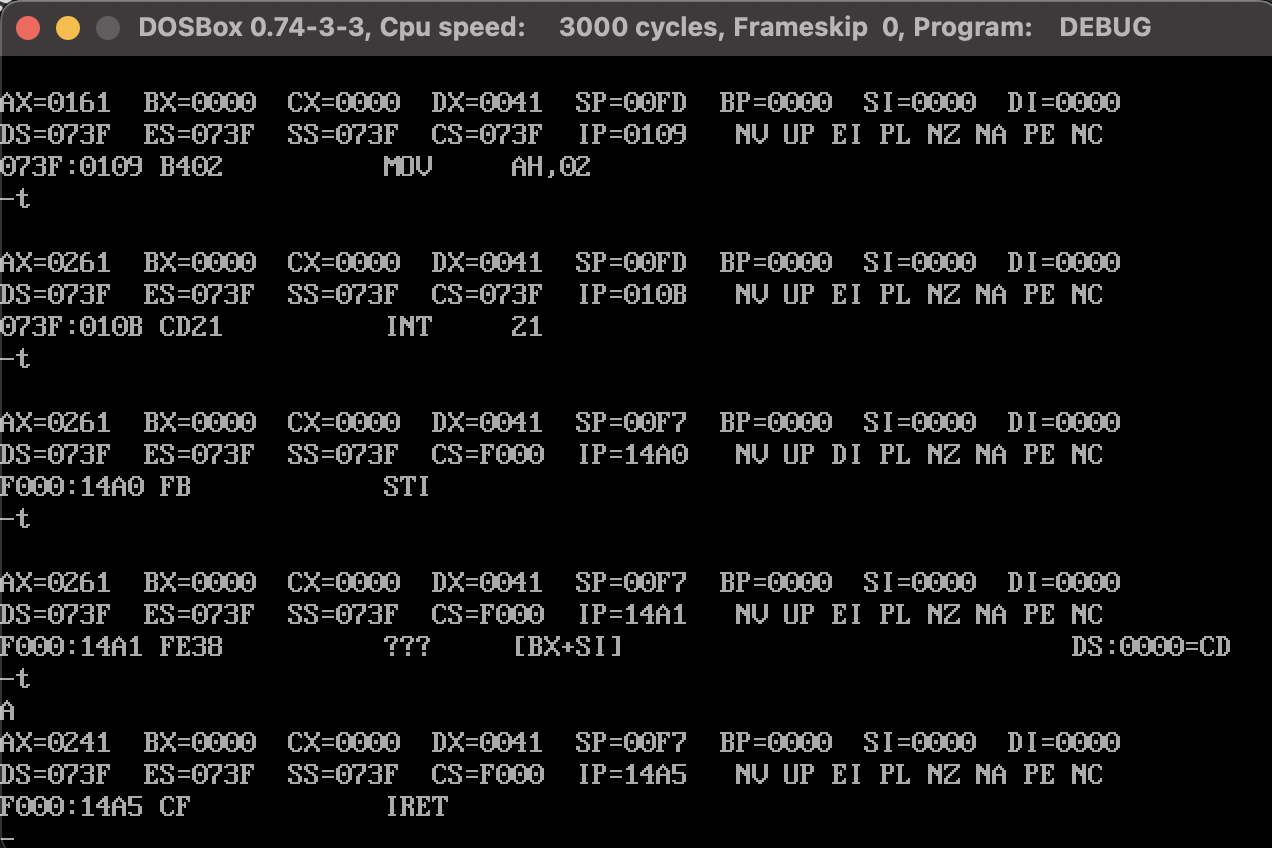 DOSBox 0.74-3-3, Cpu speed:    3000 cycles, Frameskip  0, Program:   DEBUG
AX=0161  BX=0000  CX=0000  DX=0041  SP=00FD  BP=0000  SI=0000  DI=0000
DS=073F  ES=073F  SS=073F  CS=073F  IP=0109   NV UP EI PL NZ NA PE NC
073F:0109 B402          MOV     AH,02
-t
AX=0261  BX=0000  CX=0000  DX=0041  SP=00FD  BP=0000  SI=0000  DI=0000
DS=073F  ES=073F  SS=073F  CS=073F  IP=010B   NV UP EI PL NZ NA PE NC
073F:010B CD21          INT     21
-t
AX=0261  BX=0000  CX=0000  DX=0041  SP=00F7  BP=0000  SI=0000  DI=0000
DS=073F  ES=073F  SS=073F  CS=F000  IP=14A0   NV UP DI PL NZ NA PE NC
F000:14A0 FB            STI
-t
AX=0261  BX=0000  CX=0000  DX=0041  SP=00F7  BP=0000  SI=0000  DI=0000
DS=073F  ES=073F  SS=073F  CS=F000  IP=14A1   NV UP EI PL NZ NA PE NC
F000:14A1 FE38          ???     [BX+SI]                            DS:0000=CD
-t
A
AX=0241  BX=0000  CX=0000  DX=0041  SP=00F7  BP=0000  SI=0000  DI=0000
DS=073F  ES=073F  SS=073F  CS=F000  IP=14A5   NV UP EI PL NZ NA PE NC
F000:14A5 CF            IRET
-